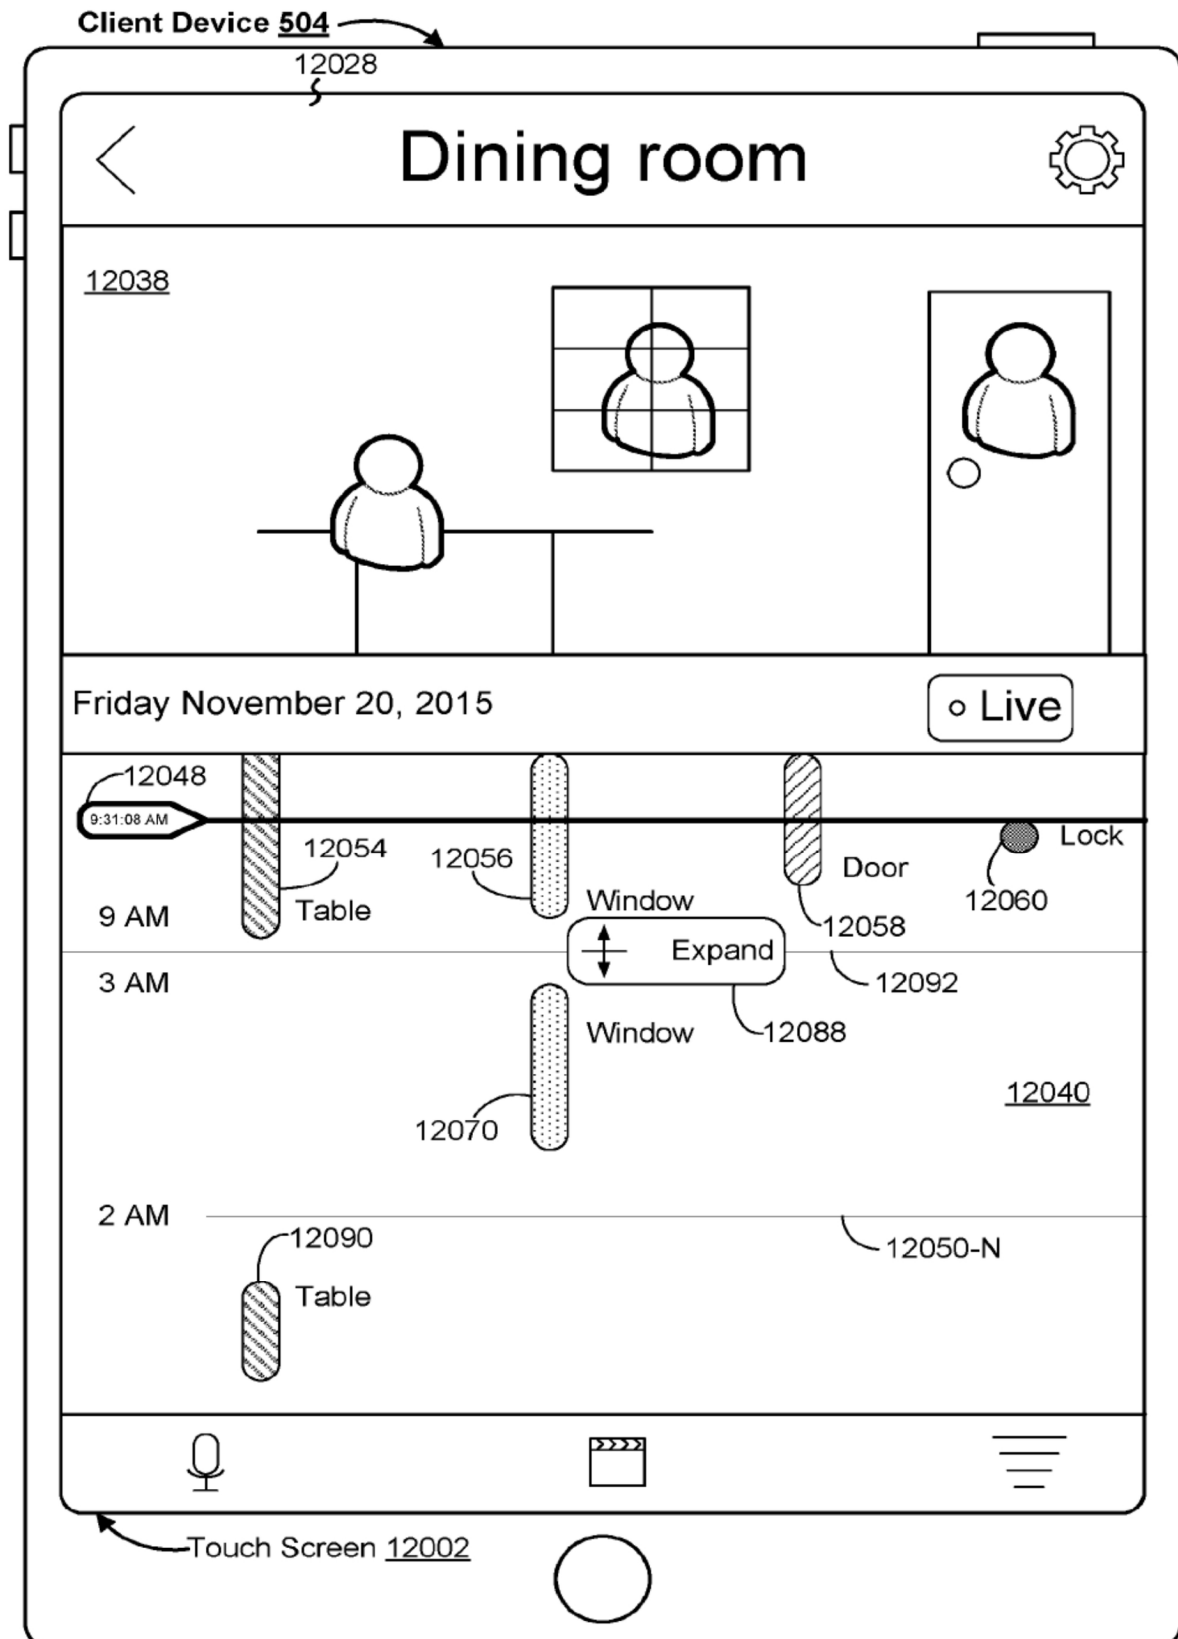 Client Device 504
12028
Dining room
12038
Friday November 20, 2015
Live
12048
9:31:08 AM
12054
12056
Lock
Door
12060
Table
9 AM
Window
12058
Expand
3 AM
12092
Window
12088
12040
12070
2 AM
12090
12050-N
Table
Touch Screen 12002